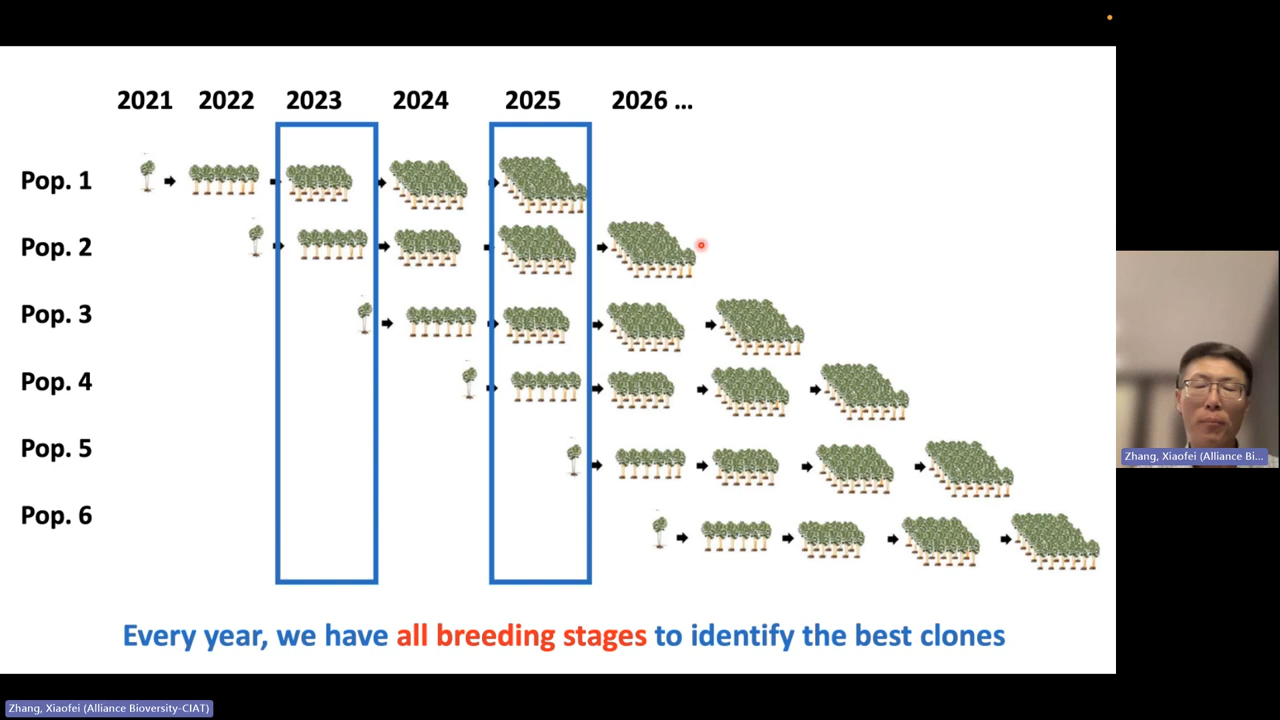 2021 2022 2023 2024 2025 2026 ...
Pop. 1
Pop. 2
Pop. 3
Pop. 4
Pop. 5
Pop. 6
Every year, we have all breeding stages to identify the best clones
Zhang, Xiaofei (Alliance Bi...
Zhang, Xiaofei (Alliance Bioversity-CIAT)